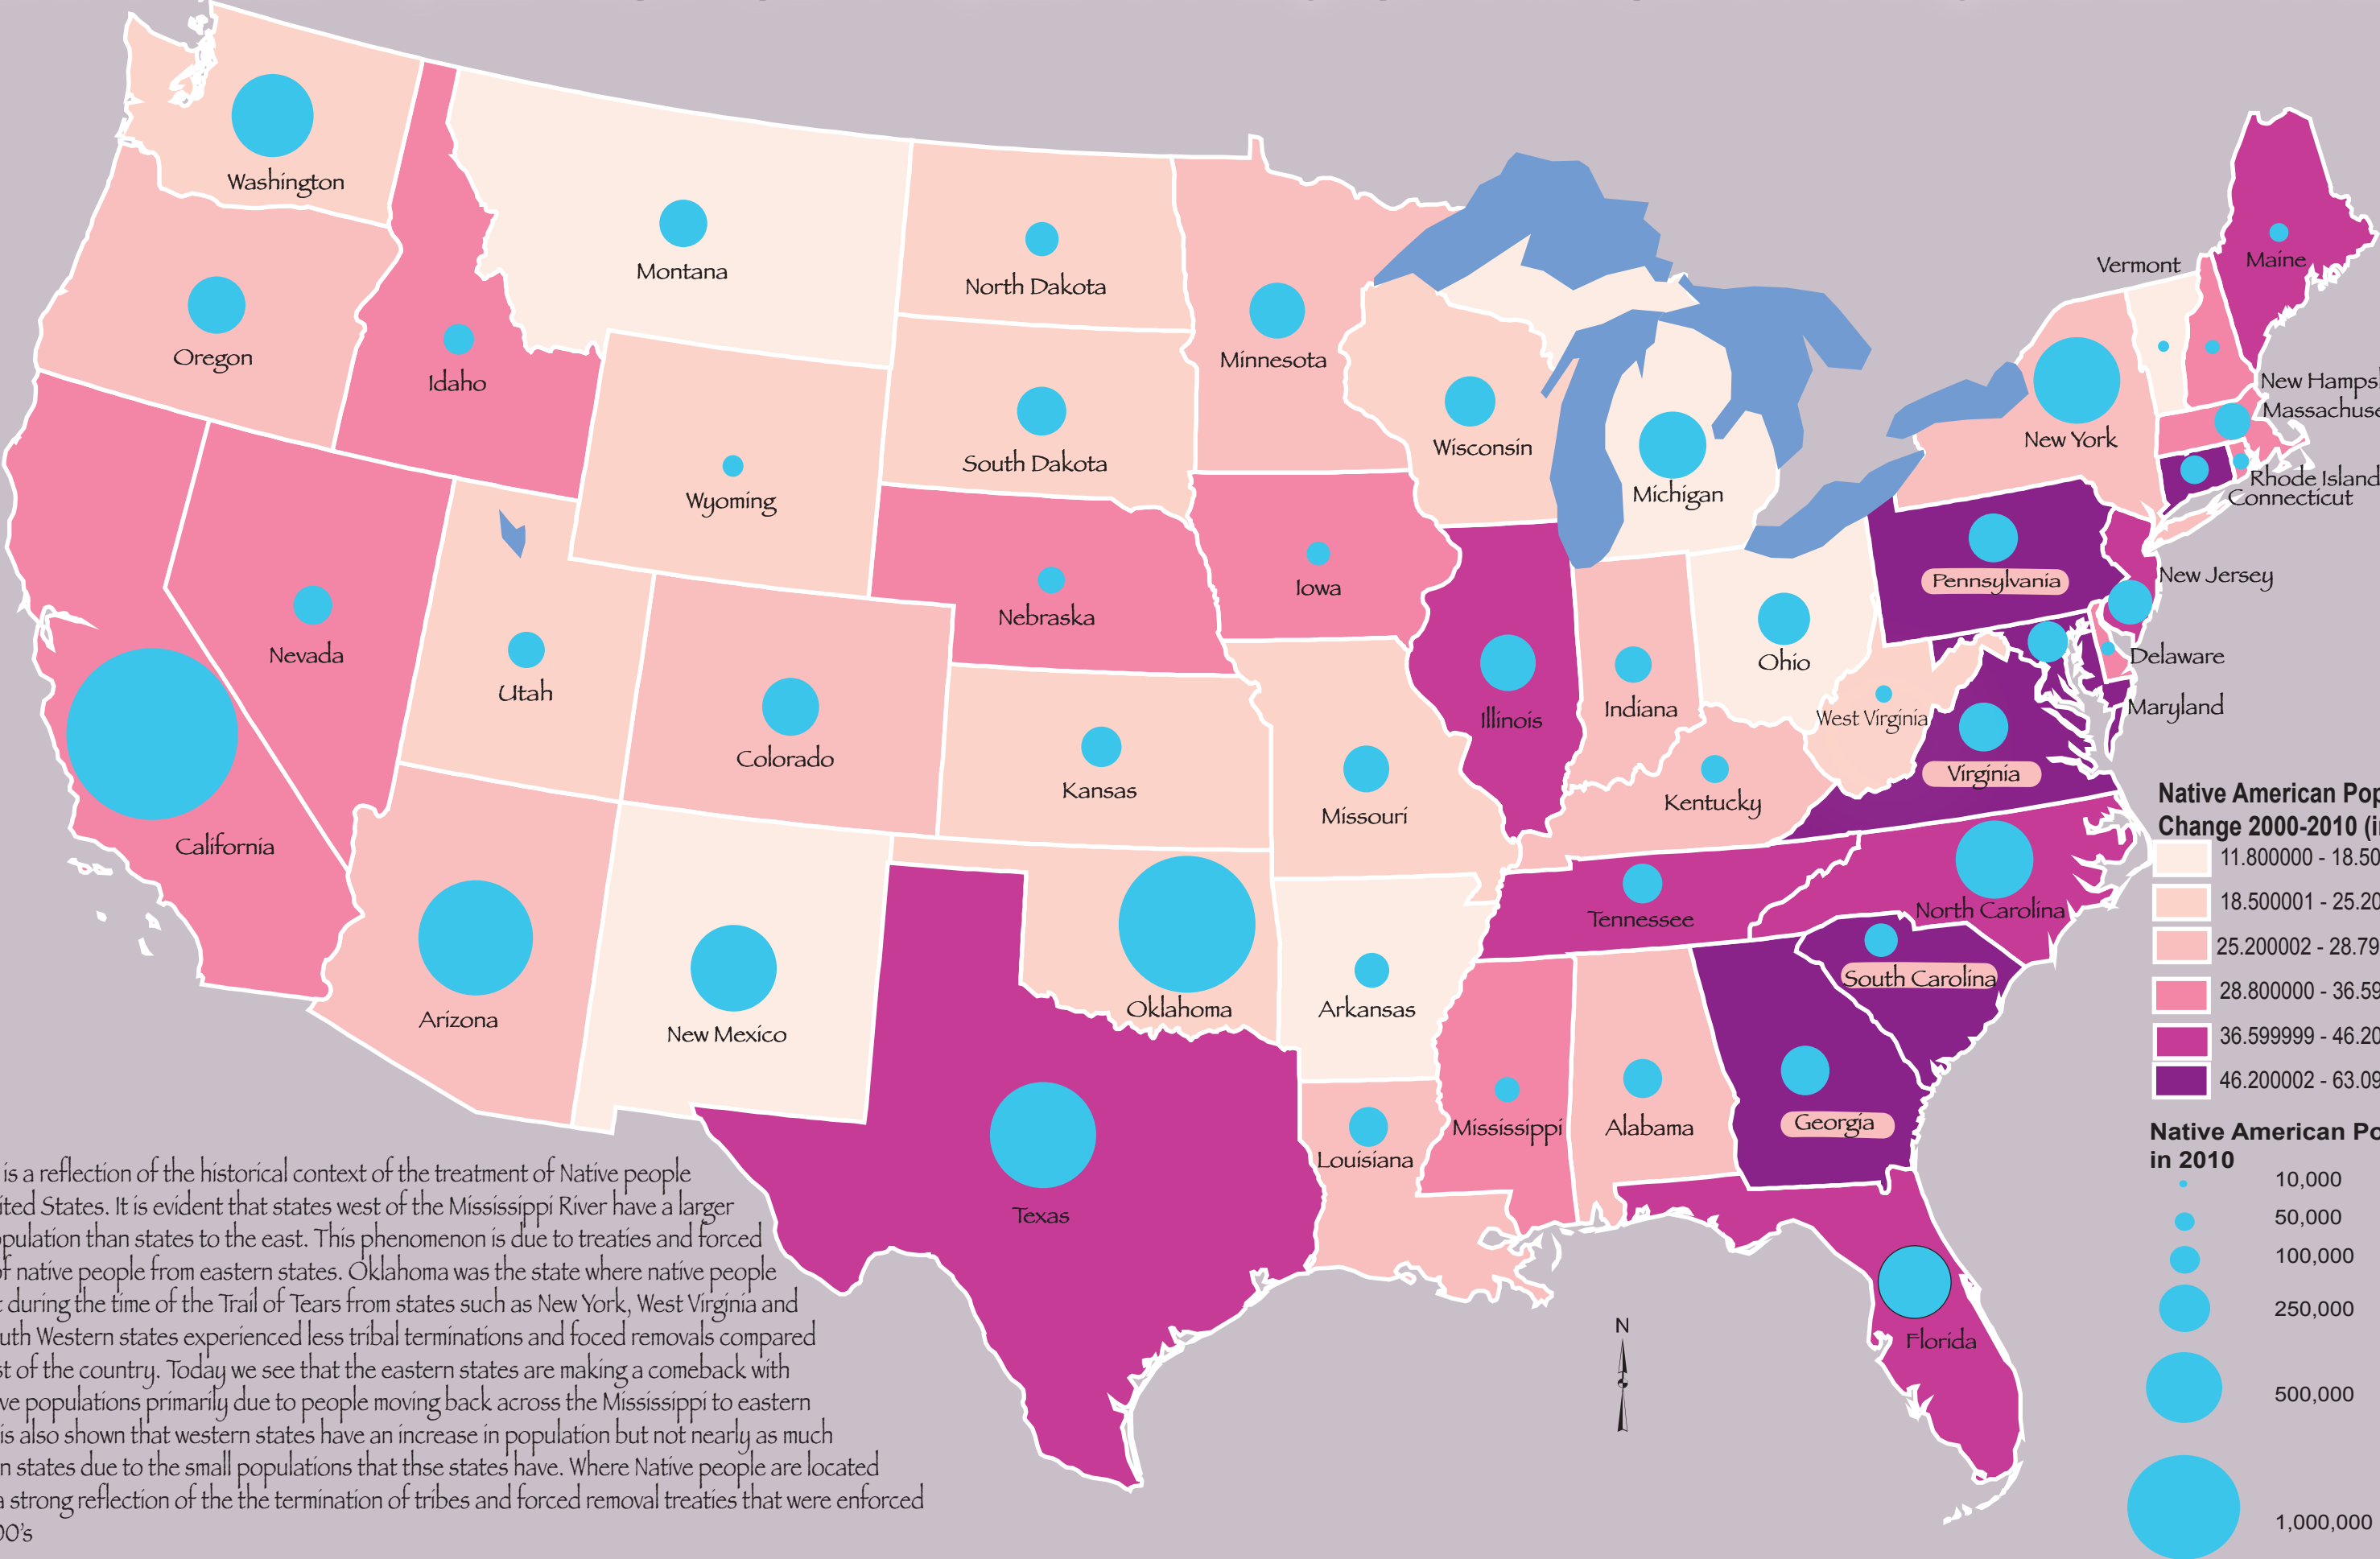 Washington
Montana
North Dakota
Minnesota
Oregon
Idaho
Wyoming
South Dakota
Wisconsin
Michigan
Vermont
Maine
New York
New Hamps
Massachuse
Rhode Island
Connecticut
Pennsylvania
New Jersey
Nevada
Utah
Colorado
Nebraska
Iowa
Illinois
Indiana
Ohio
West Virginia
Delaware
Maryland
Virginia
California
Kansas
Missouri
Kentucky
Tennessee
North Carolina
Arizona
New Mexico
Oklahoma
Arkansas
South Carolina
Texas
Louisiana
Mississippi
Alabama
Georgia
Florida
N
Native American Pop
Change 2000-2010 (i
11.800000 - 18.50
18.500001 - 25.20
25.200002 - 28.79
28.800000 - 36.59
36.599999 - 46.20
46.200002 - 63.09
Native American Po
in 2010
10,000
50,000
100,000
250,000
500,000
1,000,000
is a reflection of the historical context of the treatment of Native people
ited States. It is evident that states west of the Mississippi River have a larger
pulation than states to the east. This phenomenon is due to treaties and forced
f native people from eastern states. Oklahoma was the state where native people
t during the time of the Trail of Tears from states such as New York, West Virginia and
uth Western states experienced less tribal terminations and foced removals compared
st of the country. Today we see that the eastern states are making a comeback with
ve populations primarily due to people moving back across the Mississippi to eastern
is also shown that western states have an increase in population but not nearly as much
n states due to the small populations that thse states have. Where Native people are located
a strong reflection of the the termination of tribes and forced removal treaties that were enforced
00's